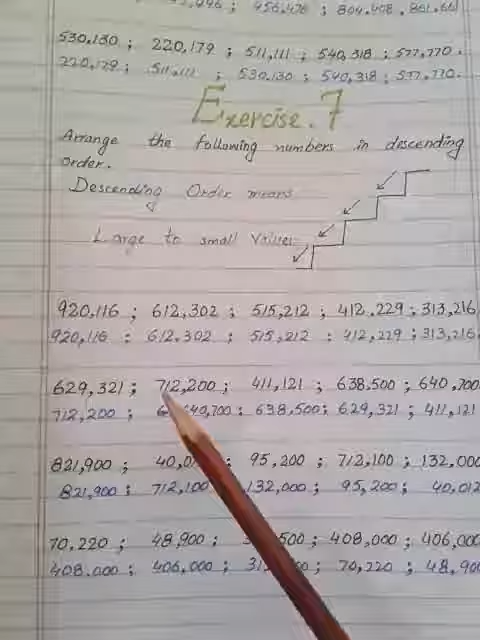 456,476 ; 804,408 ,
530,130 ; 220,179 ; 511,111 ; 540,318 ; 577,770.
220,179 ; 511,111 ; 530,130 ; 540,318 ; 577,770.
Exercise.7
Arrange the following numbers in descending
order.
Descending Order means
Large to small Values
920,116 ; 612,302 ; 515,212 ; 412,229 ; 313,216
920,116 ; 612,302 ; 515,212 ; 412,229 ; 313,216
629,321 ; 712,200 ; 411,121 ; 638,500 ; 640,700
712,200 ; 640,700 ; 638,500 ; 629,321 ; 411,121
821,900 ; 95,200 ; 712,100 ; 132,000
821,900 ; 712,100 132,000 ; 95,200 ; 40,012
70,220 ; 48,900 ; 408,000 ; 406,000
408,000 ; 406,000 ; 70,220 ; 48,900